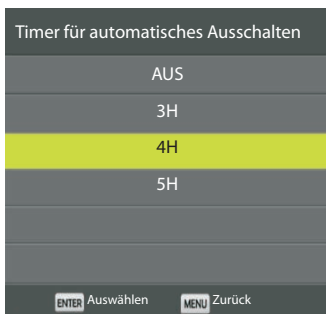 Timer für automatisches Ausschalten
AUS
3H
4H
5H
ENTER Auswählen MENU Zurück